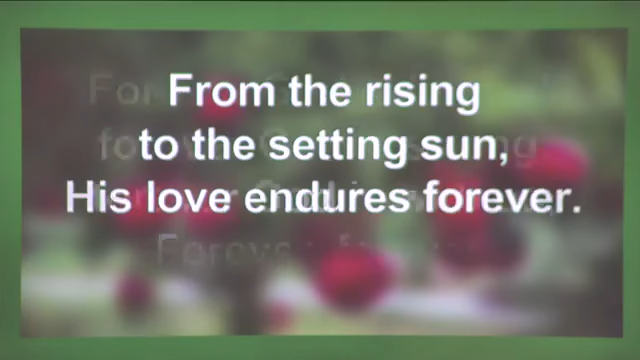 From the rising
to the setting sun,
His love endures forever.